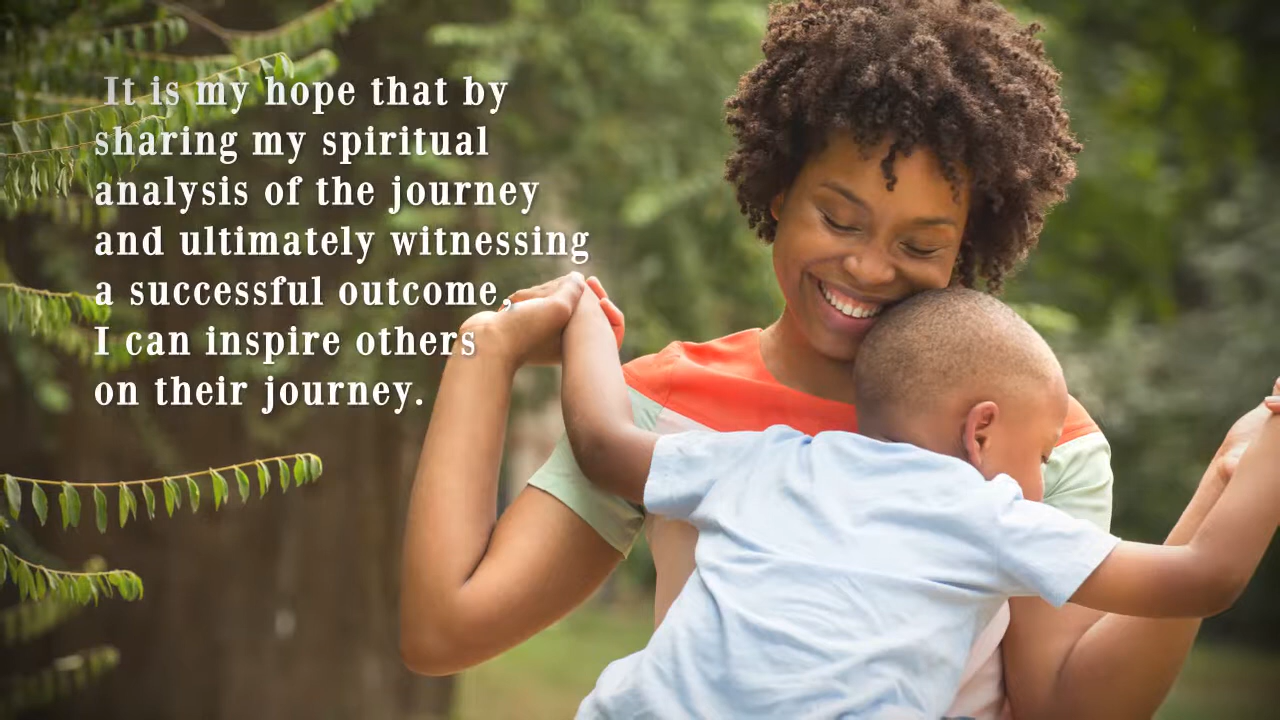 It is my hope that by
sharing my spiritual
analysis of the journey
and ultimately witnessing
a successful outcome,
I can inspire others
on their journey.